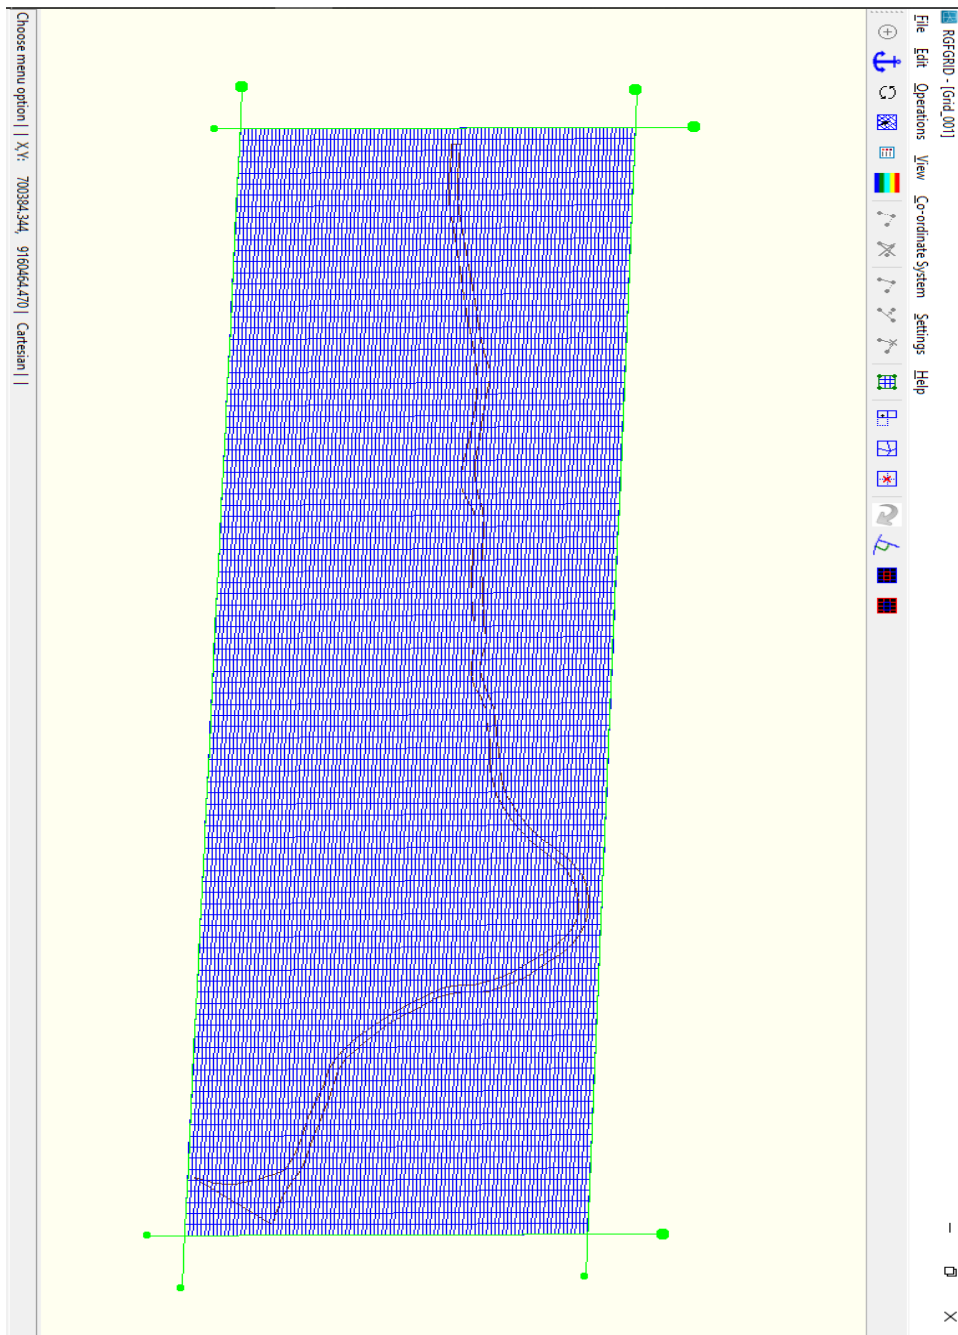 RGFGRID - [Grid_001]
File Edit Operations View Co-ordinate System Settings Help
Choose menu option | | X,Y: 700384.344, 9160464.470 | Cartesian | |